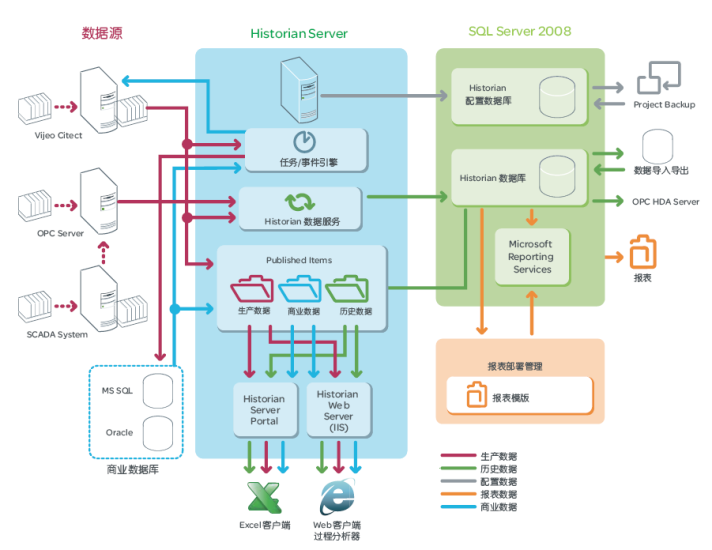 数据源
Historian Server
SQL Server 2008
Vijeo Citect
OPC Server
SCADA System
MS SQL
Oracle
商业数据库
任务/事件引擎
Historian 数据服务
Published Items
生产数据
商业数据
历史数据
Historian
Server
Portal
Historian
Web
Server
(IIS)
Excel客户端
Web客户端
过程分析器
Historian
配置数据库
Historian 数据库
Microsoft
Reporting
Services
Project Backup
数据导入导出
OPC HDA Server
报表
报表部署管理
报表模版
生产数据
历史数据
配置数据
报表数据
商业数据